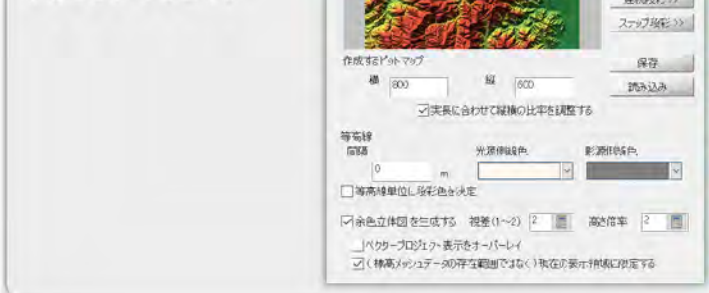 ステップ段彩 >>
作成するビットマップ
横 800 縦 600
保存
読み込み
☑実長に合わせて縦横の比率を調整する
等高線
間隔 光源側線色 影源側線色
0 m
等高線単位に段彩色を決定
☑余色立体図を生成する 視差(1~2) 2 高さ倍率 2
ベクタープロジェクト表示をオーバーレイ
☑(標高メッシュデータの存在範囲ではなく)現在の表示領域に限定する